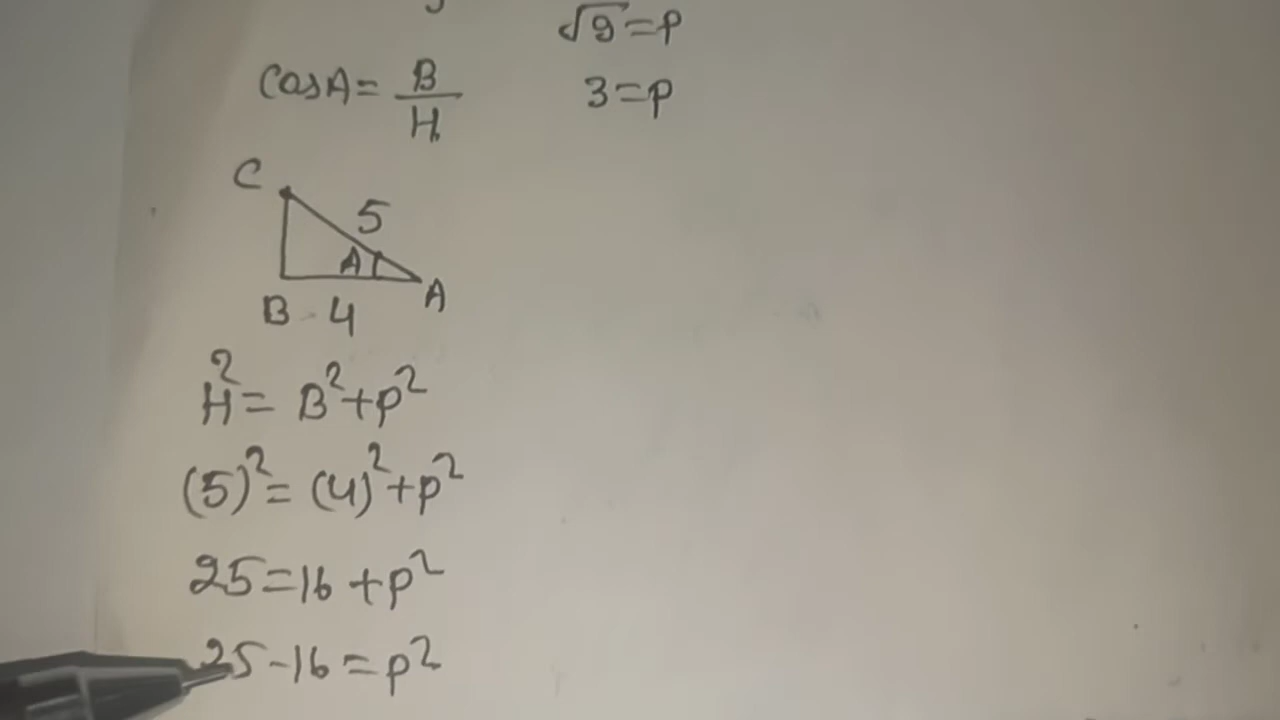 CosA = B/H
C
5
A
B 4 A
H² = B² + p²
(5)² = (4)² + p²
25 = 16 + p²
25 - 16 = p²
√9 = p
3 = p